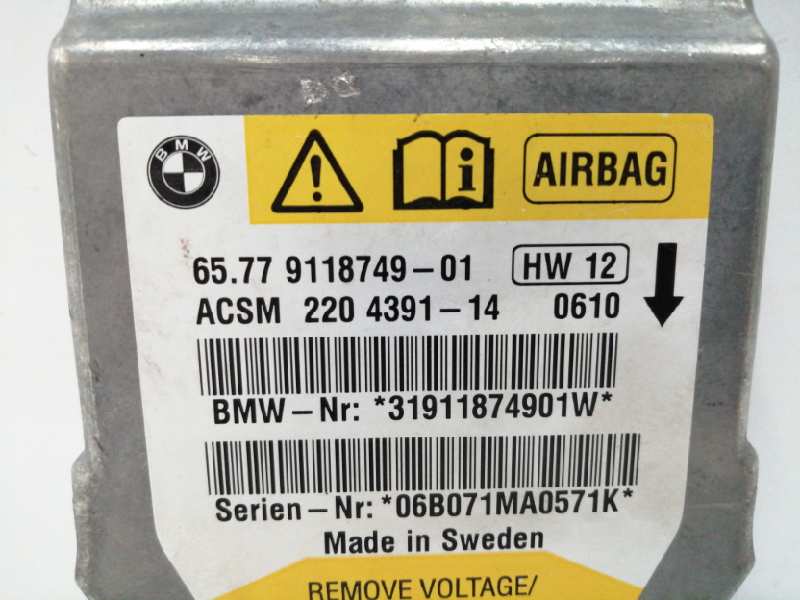 BMW
AIRBAG
65.77 9118749-01 HW 12
ACSM 220 4391-14 0610
BMW-Nr: *31911874901W*
Serien-Nr: *06B071MA0571K*
Made in Sweden
REMOVE VOLTAGE/